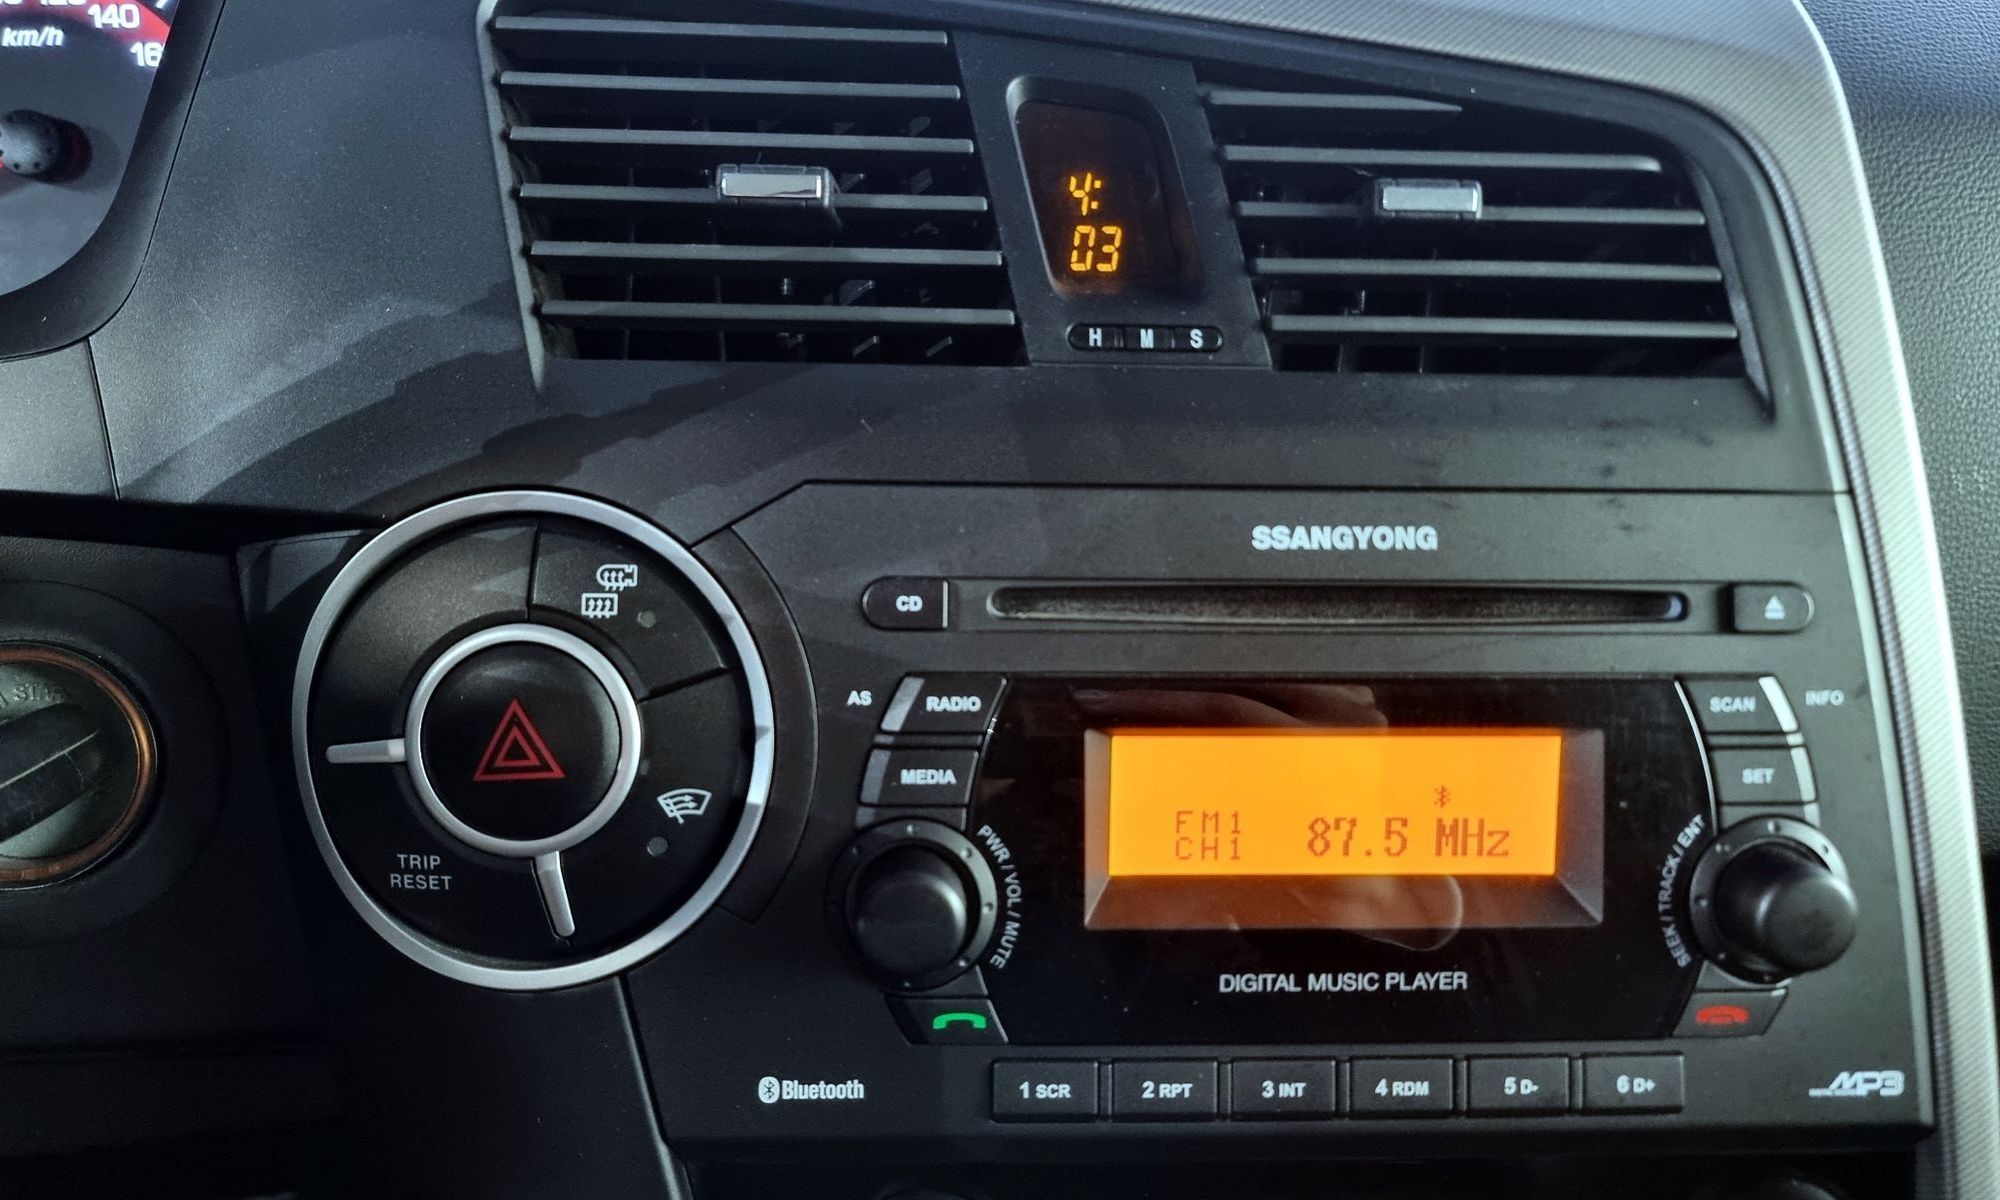 140
km/h
4:
03
H M S
SSANGYONG
CD
AS RADIO
SCAN INFO
MEDIA
SET
FM1
CH1 87.5 MHz
PWR / VOL / MUTE
SEEK / TRACK / ENT
TRIP
RESET
DIGITAL MUSIC PLAYER
Bluetooth
1 SCR
2 RPT
3 INT
4 RDM
5 D-
6 D+
MP3